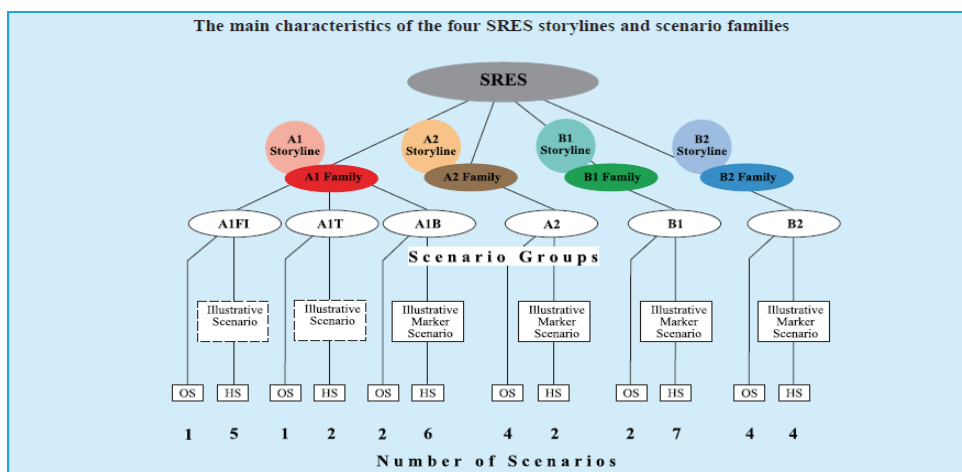 The main characteristics of the four SRES storylines and scenario families
SRES
A1
Storyline
A2
Storyline
B1
Storyline
B2
Storyline
A1 Family
A2 Family
B1 Family
B2 Family
A1FI
A1T
A1B
A2
B1
B2
Scenario Groups
Illustrative
Scenario
Illustrative
Scenario
Illustrative
Marker
Scenario
Illustrative
Marker
Scenario
Illustrative
Marker
Scenario
Illustrative
Marker
Scenario
OS HS OS HS OS HS OS HS OS HS OS HS
1 5 1 2 2 6 4 2 2 7 4 4
Number of Scenarios